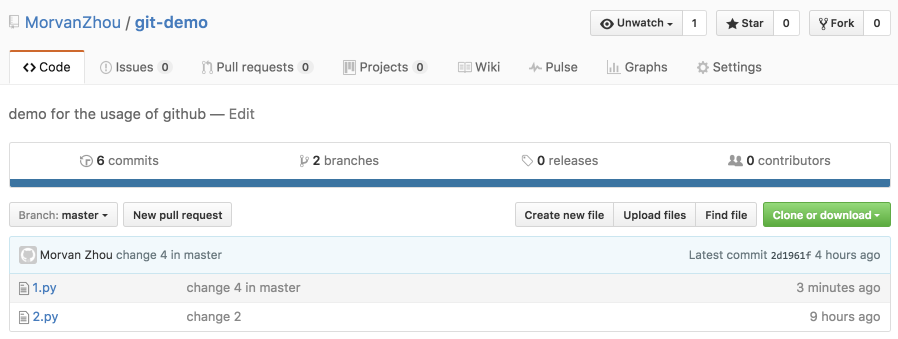 MorvanZhou / git-demo
Unwatch 1 Star 0 Fork 0
Code Issues 0 Pull requests 0 Projects 0 Wiki Pulse Graphs Settings
demo for the usage of github — Edit
6 commits 2 branches 0 releases 0 contributors
Branch: master New pull request Create new file Upload files Find file Clone or download
Morvan Zhou change 4 in master Latest commit 2d1961f 4 hours ago
1.py change 4 in master 3 minutes ago
2.py change 2 9 hours ago